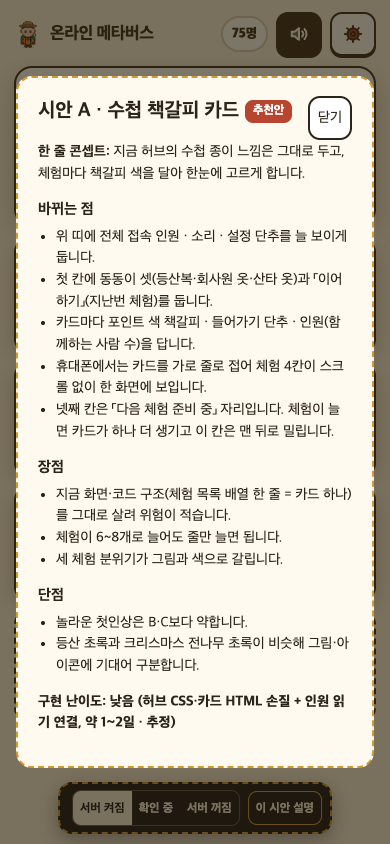 온라인 메타버스
75명
시안 A · 수첩 책갈피 카드 추천안
닫기
한 줄 콘셉트: 지금 허브의 수첩 종이 느낌은 그대로 두고,
체험마다 책갈피 색을 달아 한눈에 고르게 합니다.
바뀌는 점
• 위 띠에 전체 접속 인원 · 소리 · 설정 단추를 늘 보이게
둡니다.
• 첫 칸에 동동이 셋(등산복·회사원 옷·산타 옷)과 「이어
하기」(지난번 체험)를 둡니다.
• 카드마다 포인트 색 책갈피 · 들어가기 단추 · 인원(함
께하는 사람 수)을 답니다.
• 휴대폰에서는 카드를 가로 줄로 접어 체험 4칸이 스크
롤 없이 한 화면에 보입니다.
• 넷째 칸은 「다음 체험 준비 중」 자리입니다. 체험이 늘
면 카드가 하나 더 생기고 이 칸은 맨 뒤로 밀립니다.
장점
• 지금 화면·코드 구조(체험 목록 배열 한 줄 = 카드 하나)
를 그대로 살려 위험이 적습니다.
• 체험이 6~8개로 늘어도 줄만 늘면 됩니다.
• 세 체험 분위기가 그림과 색으로 갈립니다.
단점
• 놀라운 첫인상은 B·C보다 약합니다.
• 등산 초록과 크리스마스 전나무 초록이 비슷해 그림·아
이콘에 기대어 구분합니다.
구현 난이도: 낮음 (허브 CSS·카드 HTML 손질 + 인원 읽
기 연결, 약 1~2일 · 추정)
서버 켜짐 확인 중 서버 꺼짐 이 시안 설명